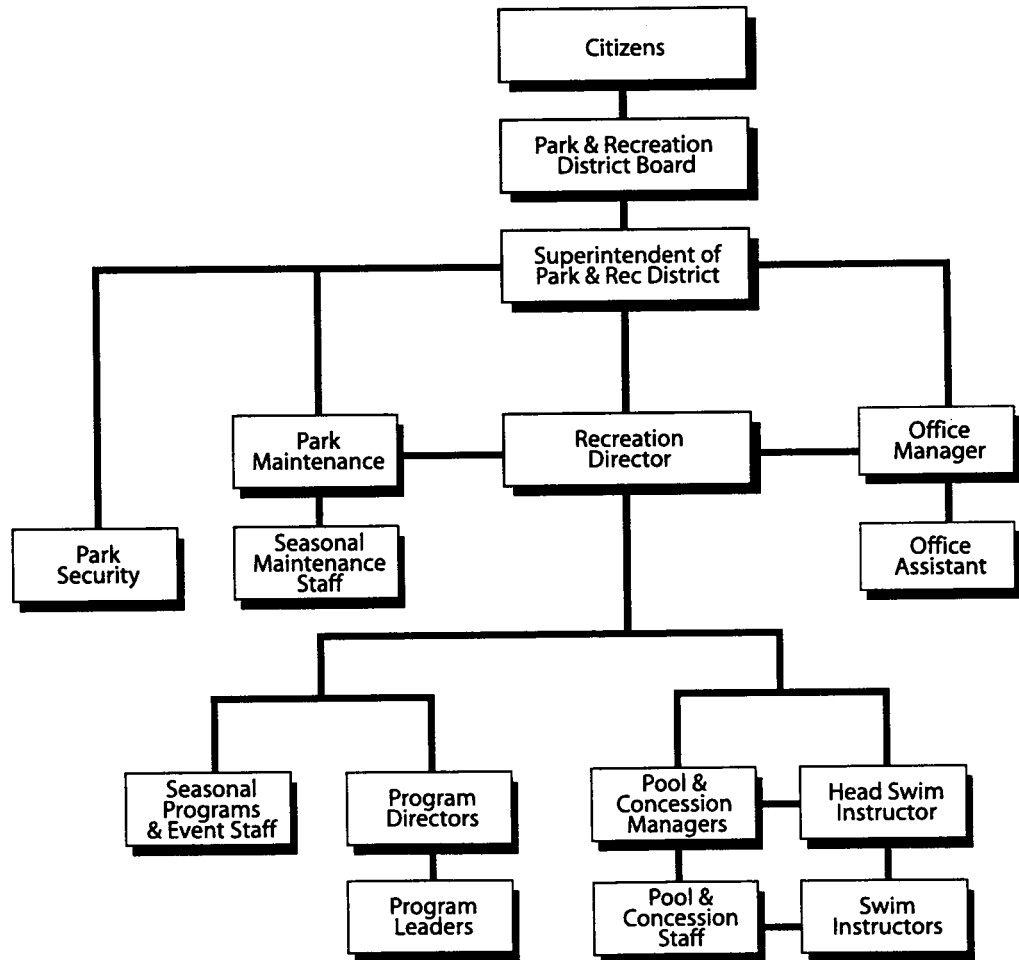 Citizens
Park & Recreation
District Board
Superintendent of
Park & Rec District
Park
Maintenance
Recreation
Director
Office
Manager
Park
Security
Seasonal
Maintenance
Staff
Office
Assistant
Seasonal
Programs
& Event Staff
Program
Directors
Pool &
Concession
Managers
Head Swim
Instructor
Program
Leaders
Pool &
Concession
Staff
Swim
Instructors